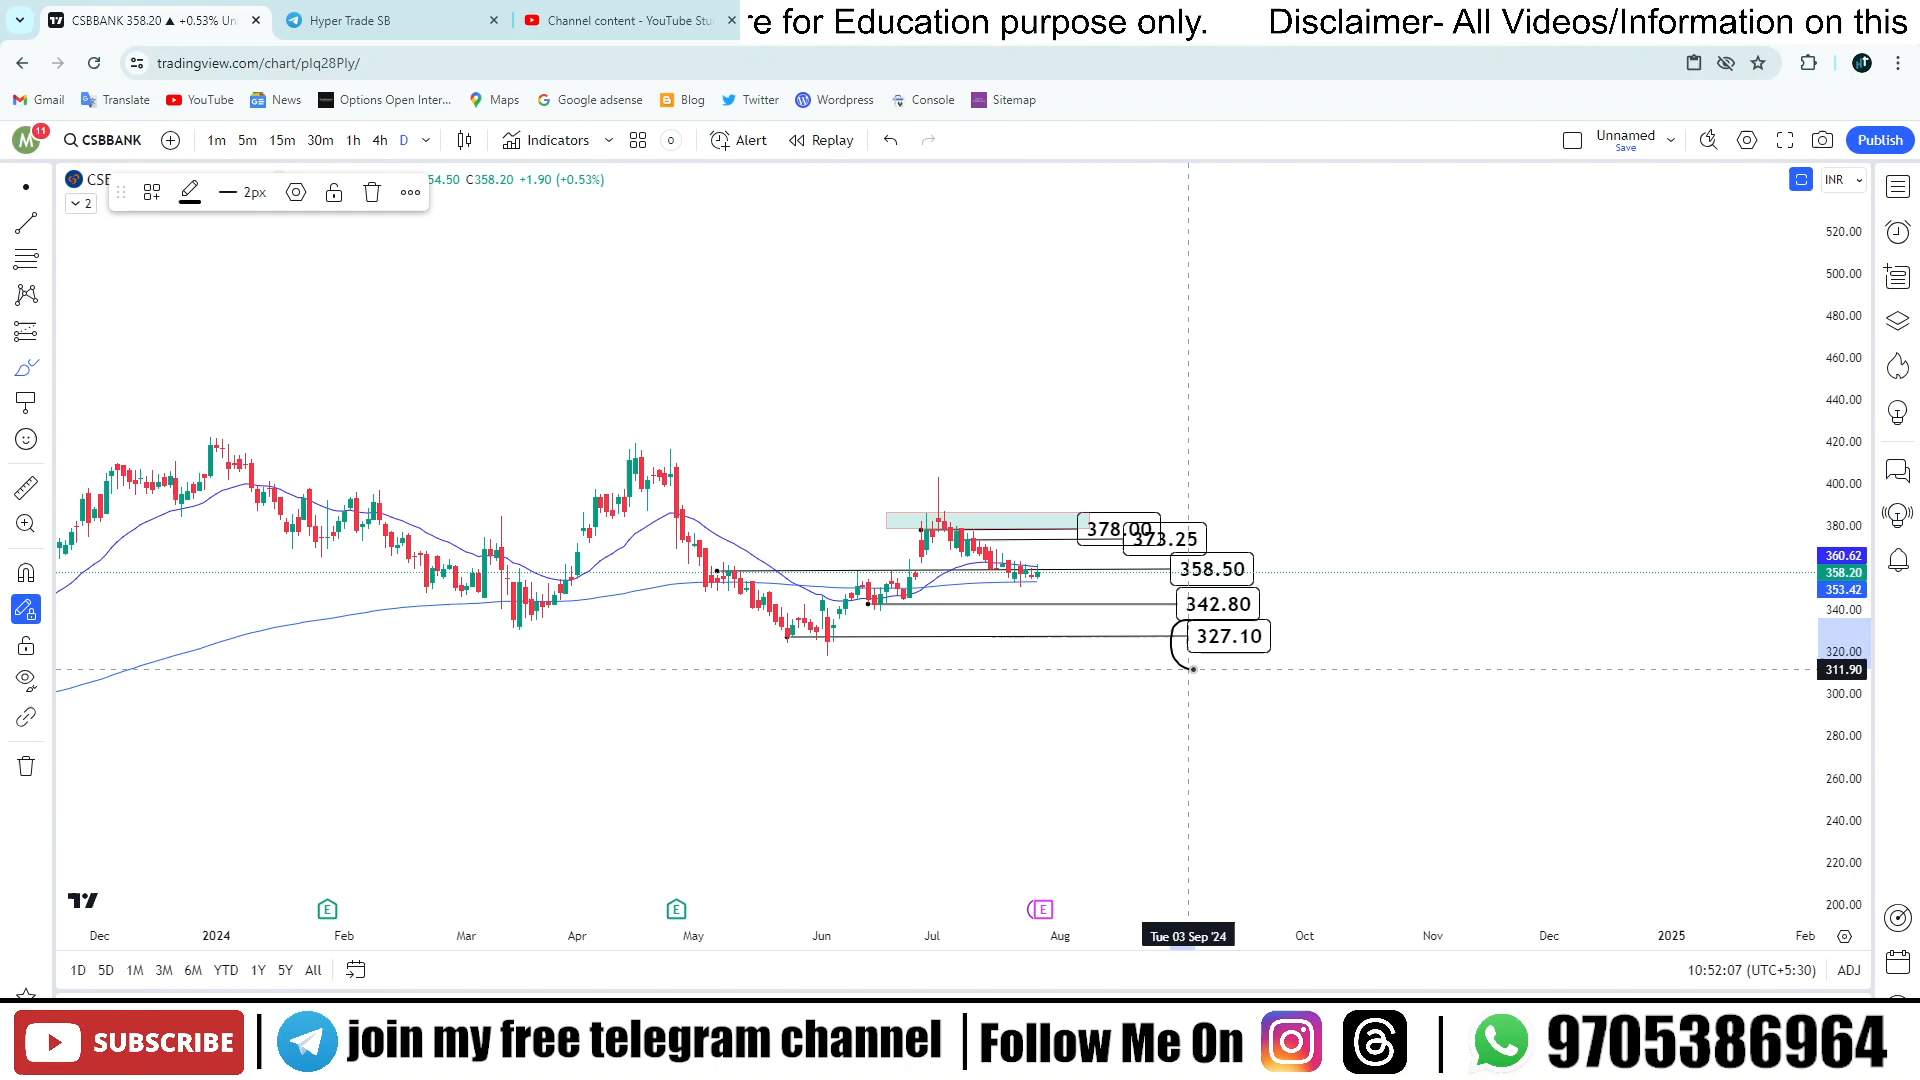 CSBBANK 358.20 ▲ +0.53% Un
Hyper Trade SB
Channel content - YouTube Stu
e for Education purpose only.
Disclaimer- All Videos/Information on this
tradingview.com/chart/pIq28Ply/
Gmail
Translate
YouTube
News
Options Open Inter...
Maps
Google adsense
Blog
Twitter
Wordpress
Console
Sitemap
M 11
CSBBANK
1m 5m 15m 30m 1h 4h D
Indicators
Alert
Replay
Unnamed
Save
Publish
CSE
2px
54.50 C358.20 +1.90 (+0.53%)
2
INR
520.00
500.00
480.00
460.00
440.00
420.00
400.00
380.00
360.62
358.20
353.42
340.00
320.00
311.90
300.00
280.00
260.00
240.00
220.00
200.00
378.00
373.25
358.50
342.80
327.10
E
E
E
Dec 2024 Feb Mar Apr May Jun Jul Aug Tue 03 Sep '24 Oct Nov Dec 2025 Feb
1D 5D 1M 3M 6M YTD 1Y 5Y All
10:52:07 (UTC+5:30) ADJ
SUBSCRIBE
join my free telegram channel
Follow Me On
9705386964